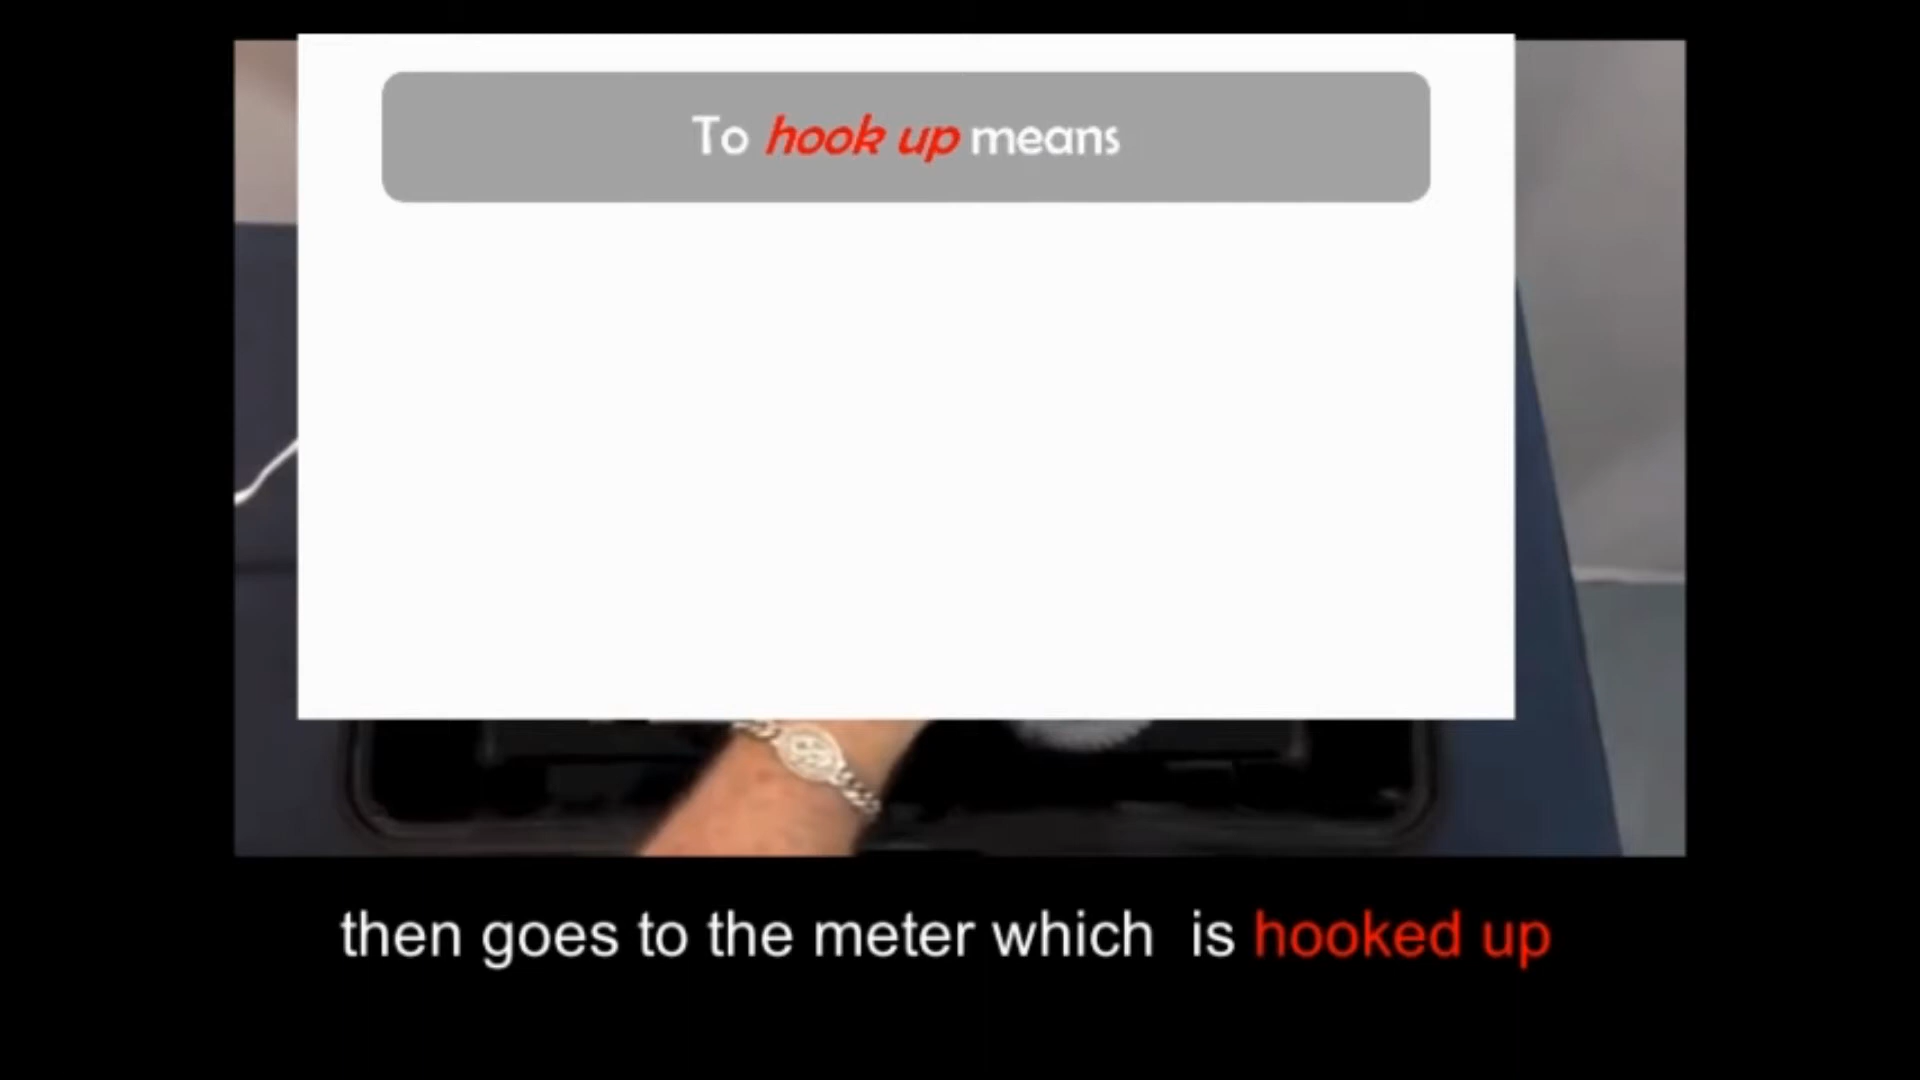 To hook up means
then goes to the meter which is hooked up